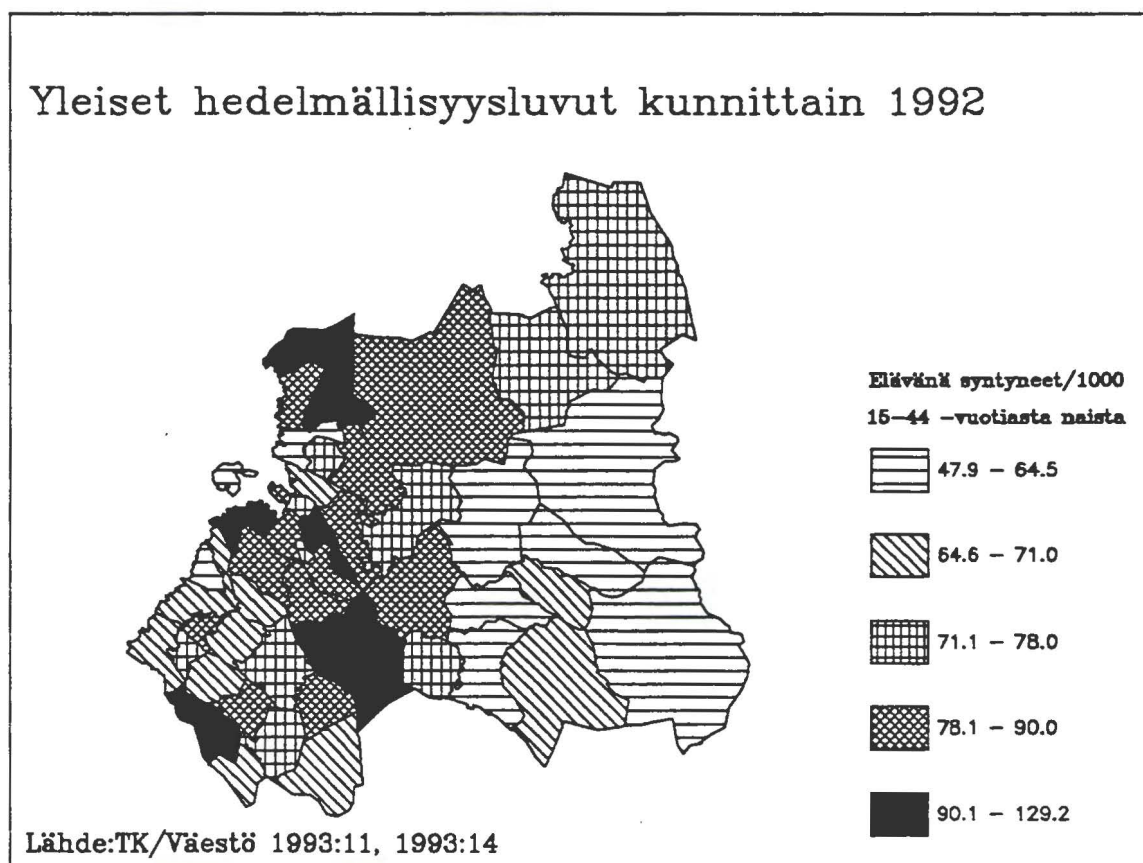 Yleiset hedelmällisyysluvut kunnittain 1992
Elävänä syntyneet/1000
15-44 -vuotiasta naista
47.9 - 64.5
64.6 - 71.0
71.1 - 78.0
78.1 - 90.0
90.1 - 129.2
Lähde:TK/Väestö 1993:11, 1993:14